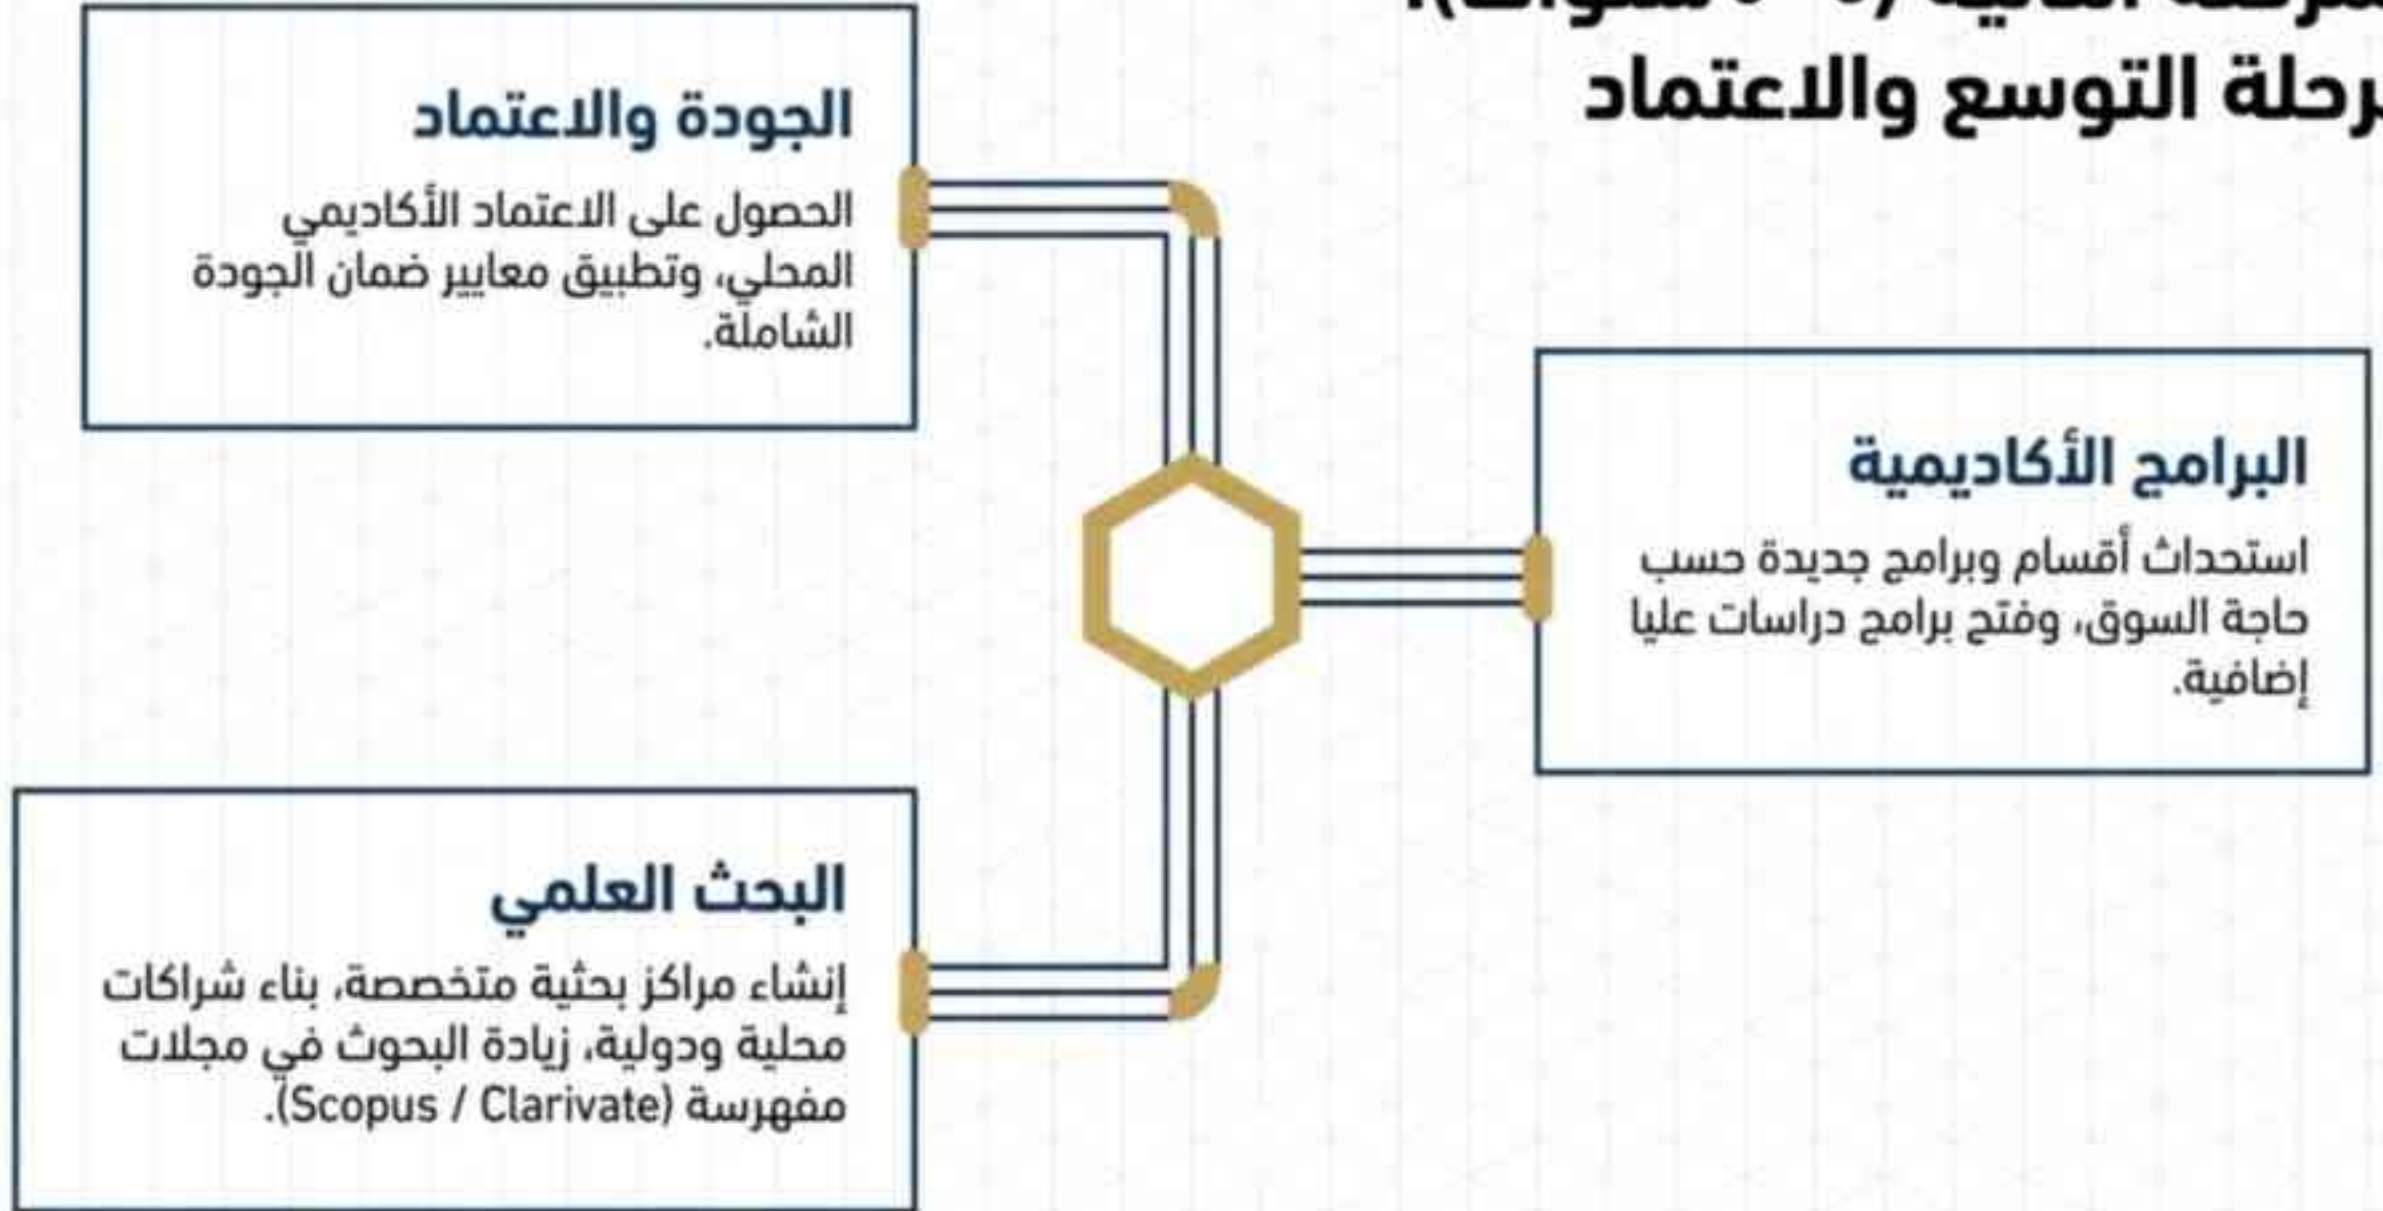 رحلة التوسع والاعتماد
الجودة والاعتماد
الحصول على الاعتماد الأكاديمي
المحلي، وتطبيق معايير ضمان الجودة
الشاملة.
البرامج الأكاديمية
استحداث أقسام وبرامج جديدة حسب
حاجة السوق، وفتح برامج دراسات عليا
إضافية.
البحث العلمي
إنشاء مراكز بحثية متخصصة، بناء شراكات
محلية ودولية، زيادة البحوث في مجلات
مفهرسة (Scopus / Clarivate).